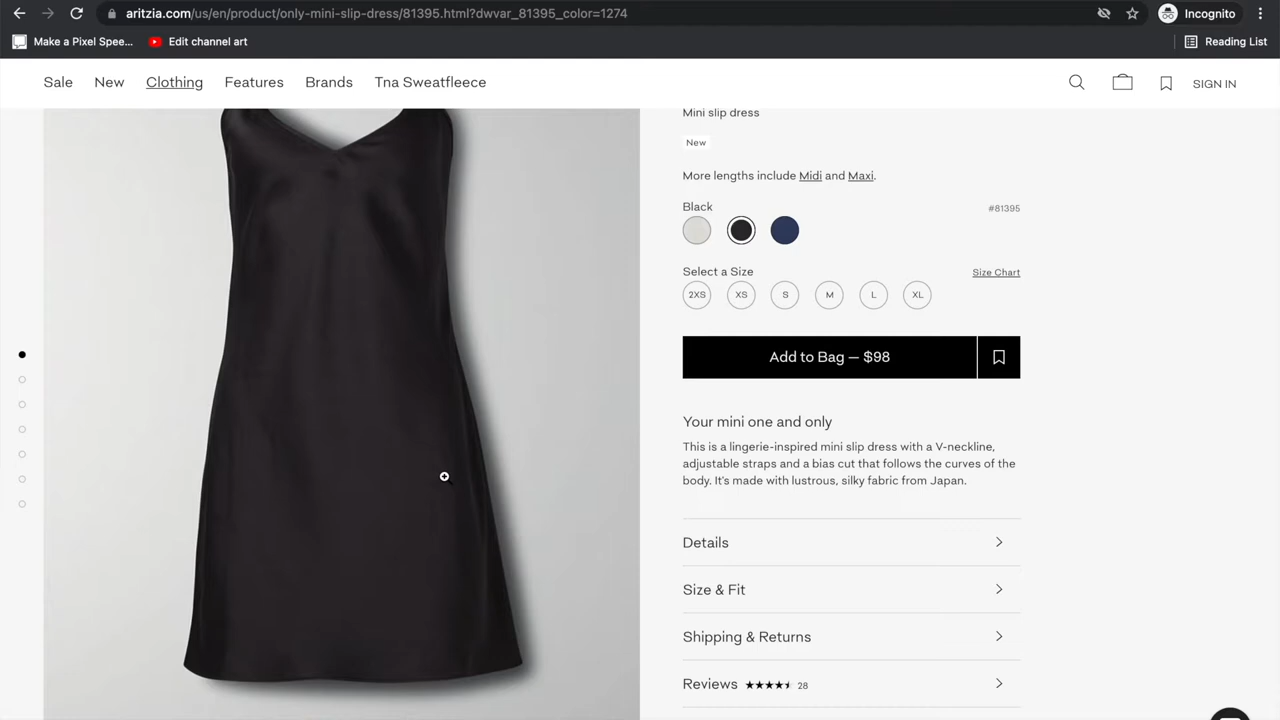 aritzia.com/us/en/product/only-mini-slip-dress/81395.html?dwvar_81395_color=1274
Incognito
Make a Pixel Spee...
Edit channel art
Reading List
Sale
New
Clothing
Features
Brands
Tna Sweatfleece
SIGN IN
Mini slip dress
New
More lengths include Midi and Maxi.
Black
#81395
Select a Size
Size Chart
2XS
XS
S
M
L
XL
Add to Bag — $98
Your mini one and only
This is a lingerie-inspired mini slip dress with a V-neckline,
adjustable straps and a bias cut that follows the curves of the
body. It's made with lustrous, silky fabric from Japan.
Details
Size & Fit
Shipping & Returns
Reviews
28